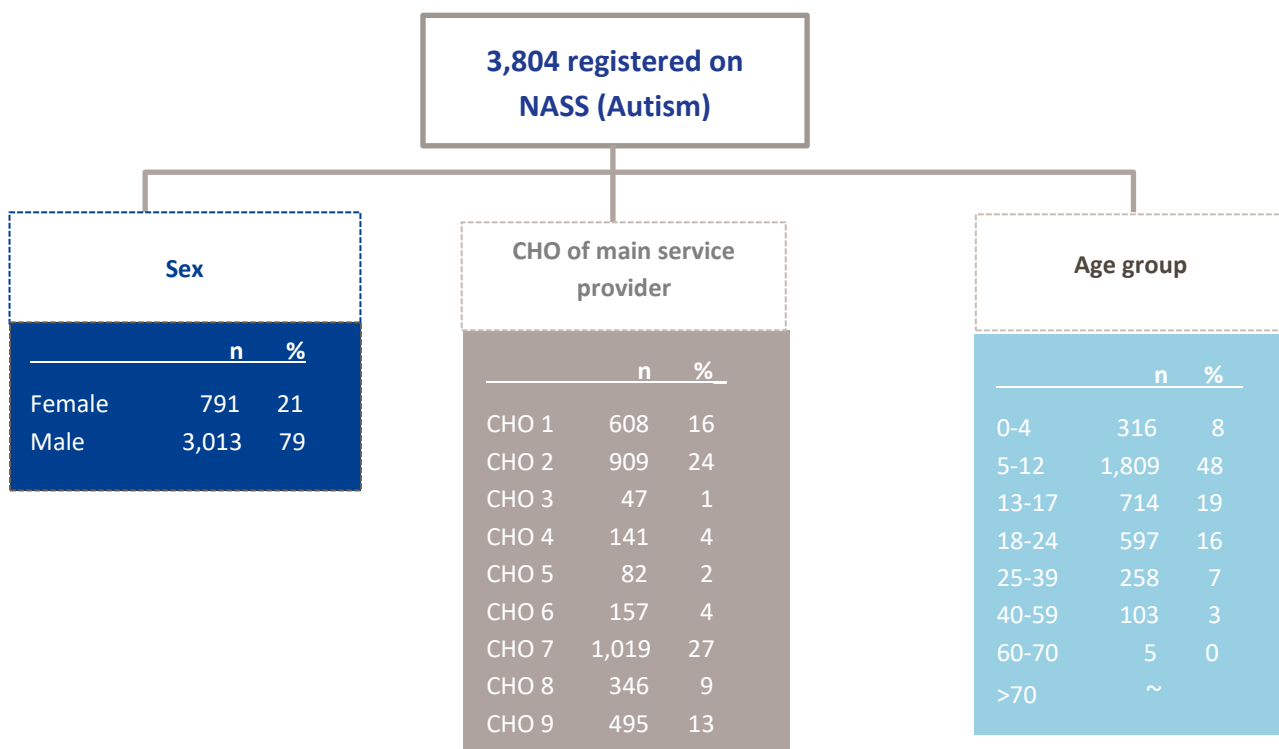 3,804 registered on
NASS (Autism)
Sex
n %
Female 791 21
Male 3,013 79
CHO of main service
provider
n %_
CHO 1 608 16
CHO 2 909 24
CHO 3 47 1
CHO 4 141 4
CHO 5 82 2
CHO 6 157 4
CHO 7 1,019 27
CHO 8 346 9
CHO 9 495 13
Age group
n %
0-4 316 8
5-12 1,809 48
13-17 714 19
18-24 597 16
25-39 258 7
40-59 103 3
60-70 5 0
>70 ~